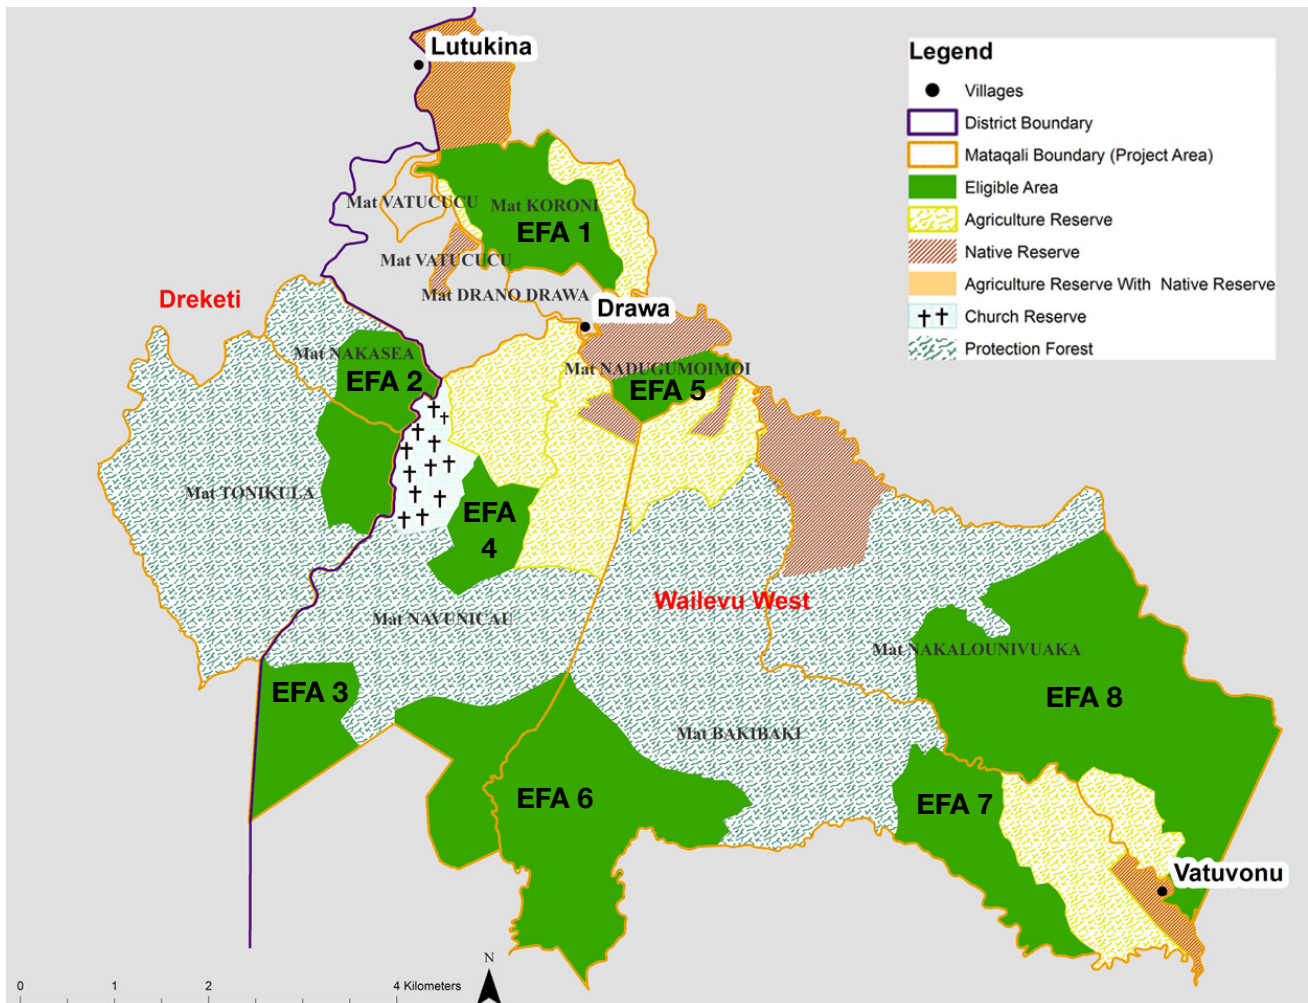 Lutukina
Legend
Villages
District Boundary
Mataqali Boundary (Project Area)
Eligible Area
Agriculture Reserve
Native Reserve
Agriculture Reserve With Native Reserve
Church Reserve
Protection Forest
Mat VATUCUCU
Mat KORONI
EFA 1
Mat VATUCUCU
Mat DRANO DRAWA
Dreketi
Drawa
Mat NAKASEA
EFA 2
Mat NADUGUMOIMOI
EFA 5
Mat TONIKULA
EFA
4
Wailevu West
Mat NAVUNICAU
Mat NAKALOUNIVUAKA
EFA 3
EFA 8
Mat BAKIBAKI
EFA 6
EFA 7
Vatuvonu
N
0 1 2 4 Kilometers